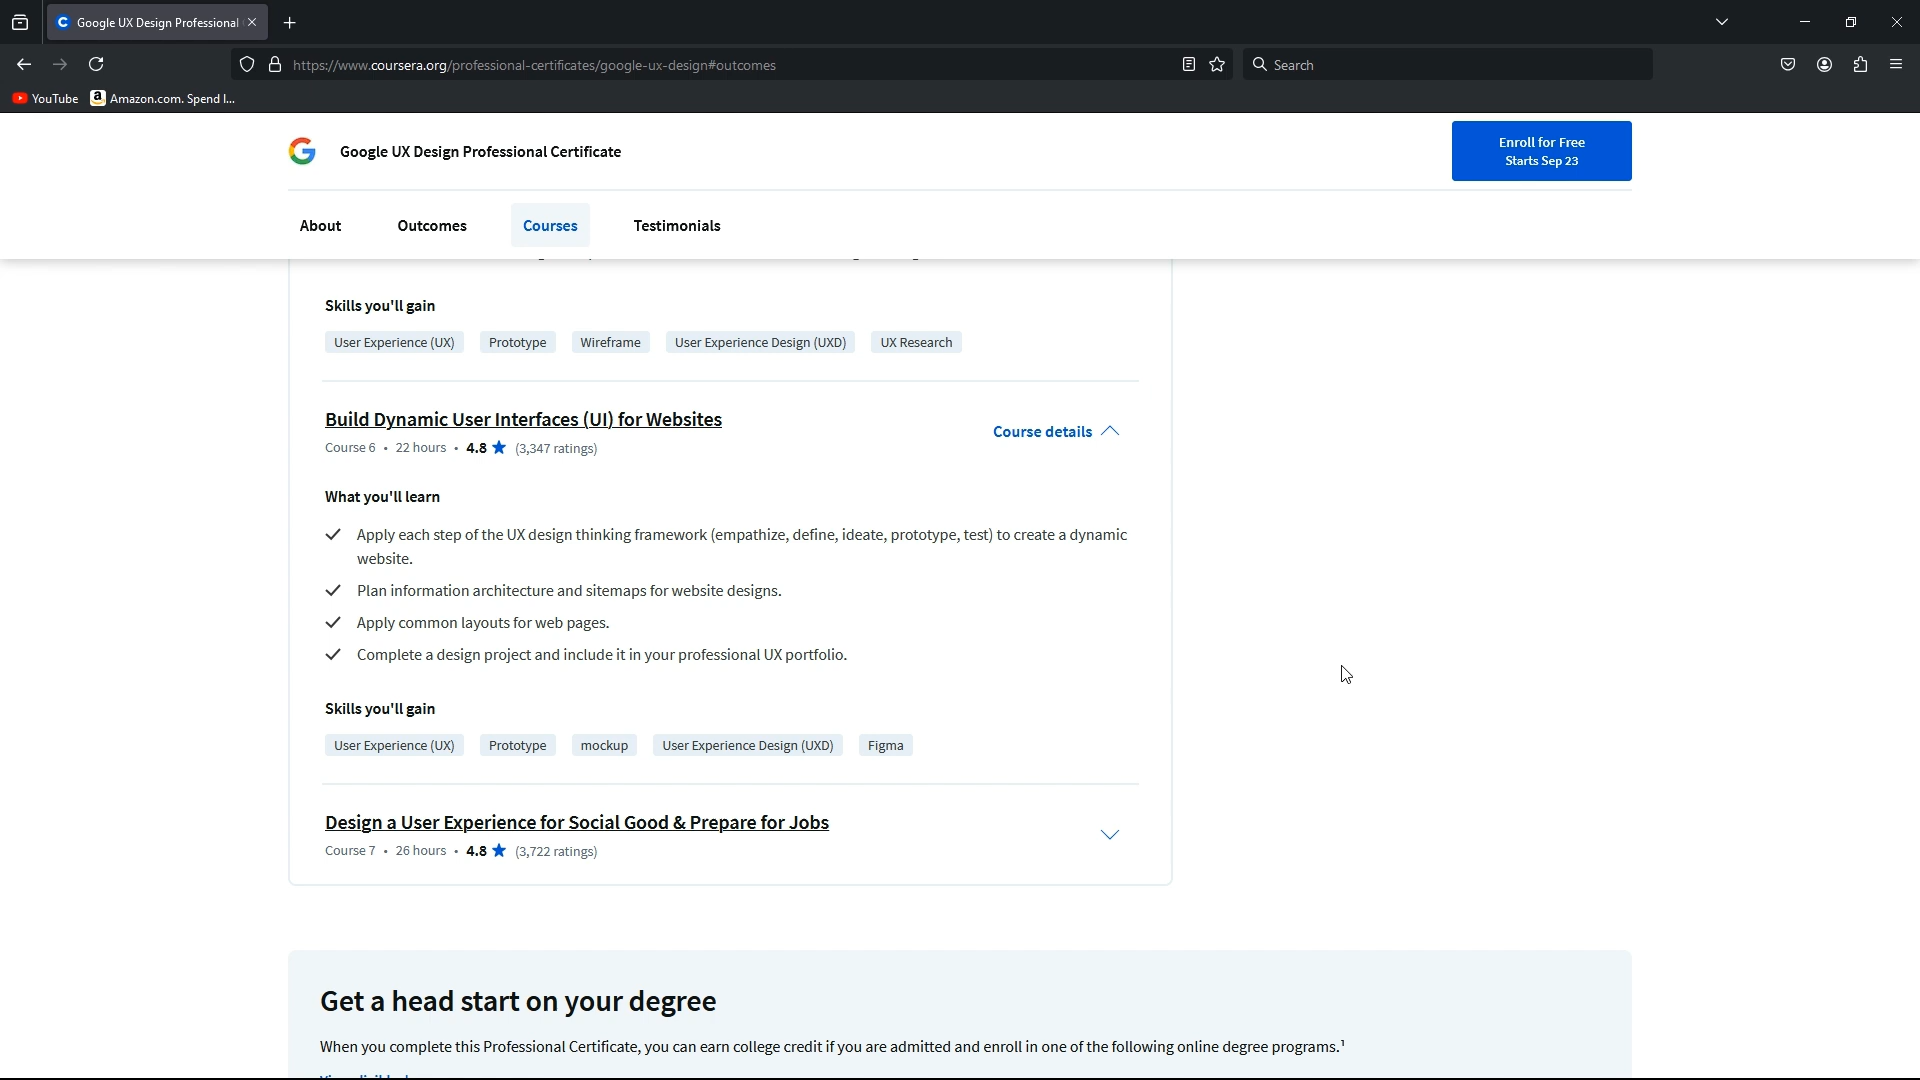 Google UX Design Professional
https://www.coursera.org/professional-certificates/google-ux-design#outcomes
Search
YouTube
Amazon.com. Spend l...
Google UX Design Professional Certificate
Enroll for Free
Starts Sep 23
About
Outcomes
Courses
Testimonials
Skills you'll gain
User Experience (UX)
Prototype
Wireframe
User Experience Design (UXD)
UX Research
Build Dynamic User Interfaces (UI) for Websites
Course details
Course 6 • 22 hours • 4.8 ★ (3,347 ratings)
What you'll learn
Apply each step of the UX design thinking framework (empathize, define, ideate, prototype, test) to create a dynamic
website.
Plan information architecture and sitemaps for website designs.
Apply common layouts for web pages.
Complete a design project and include it in your professional UX portfolio.
Skills you'll gain
User Experience (UX)
Prototype
mockup
User Experience Design (UXD)
Figma
Design a User Experience for Social Good & Prepare for Jobs
Course 7 • 26 hours • 4.8 ★ (3,722 ratings)
Get a head start on your degree
When you complete this Professional Certificate, you can earn college credit if you are admitted and enroll in one of the following online degree programs.¹